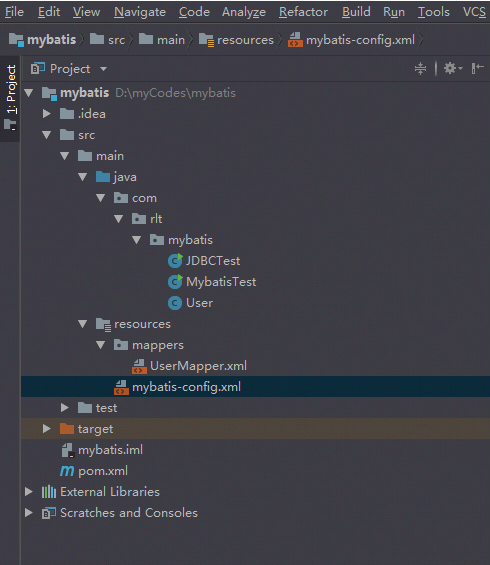 File Edit View Navigate Code Analyze Refactor Build Run Tools VCS
mybatis src main resources mybatis-config.xml
1: Project
Project
mybatis D:\myCodes\mybatis
.idea
src
main
java
com
rlt
mybatis
JDBCTest
MybatisTest
User
resources
mappers
UserMapper.xml
mybatis-config.xml
test
target
mybatis.iml
pom.xml
External Libraries
Scratches and Consoles